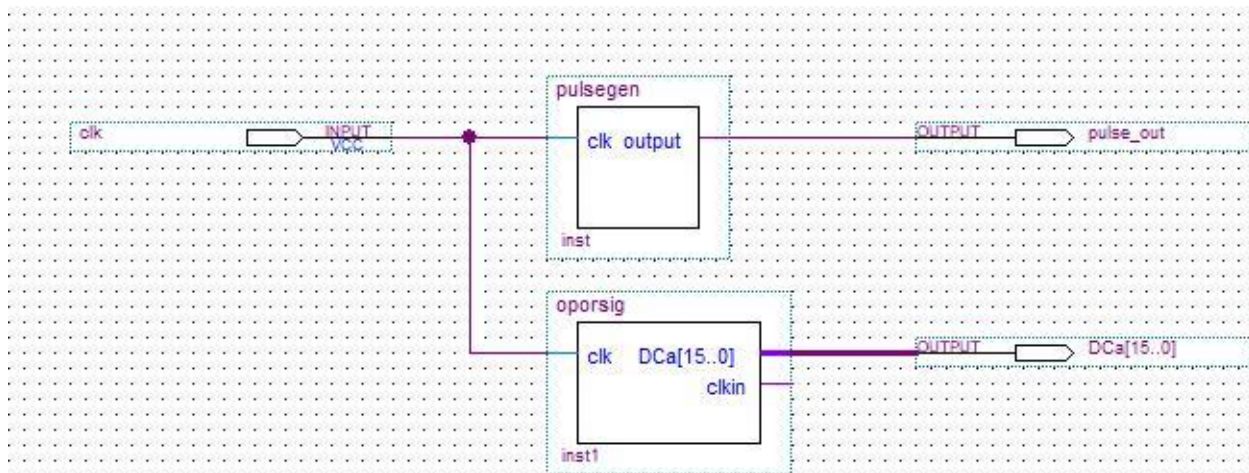 clk
INPUT
VCC
pulsegen
clk output
inst
OUTPUT
pulse_out
oporsig
clk DCa[15..0]
clkin
inst1
OUTPUT
DCa[15..0]